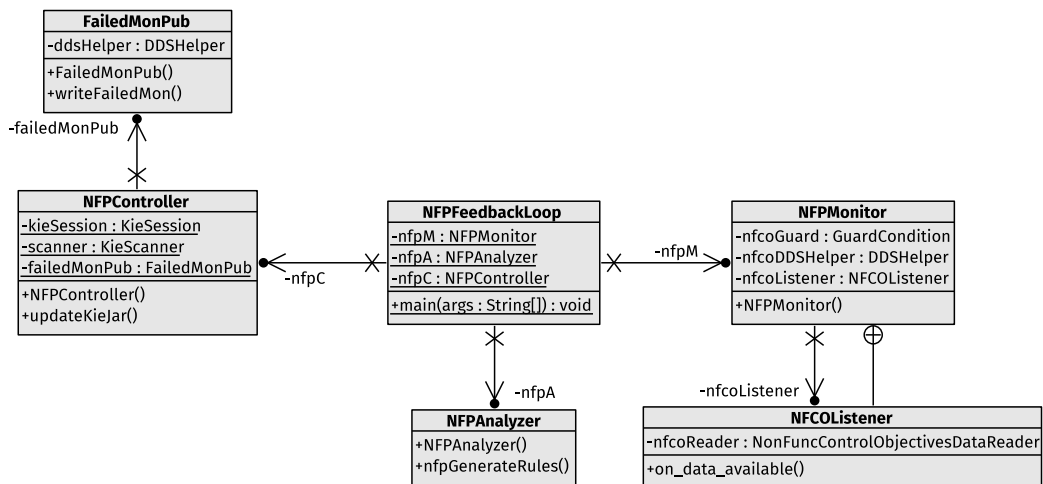 FailedMonPub
-ddsHelper : DDSHelper
+FailedMonPub()
+writeFailedMon()
-failedMonPub
NFPController
-kieSession : KieSession
-scanner : KieScanner
-failedMonPub : FailedMonPub
+NFPController()
+updateKieJar()
-nfpC
NFPFeedbackLoop
-nfpM : NFPMonitor
-nfpA : NFPAnalyzer
-nfpC : NFPController
+main(args : String[]) : void
-nfpM
NFPMonitor
-nfcoGuard : GuardCondition
-nfcoDDSHelper : DDSHelper
-nfcoListener : NFCOListener
+NFPMonitor()
-nfpA
NFPAnalyzer
+NFPAnalyzer()
+nfpGenerateRules()
-nfcoListener
NFCOListener
-nfcoReader : NonFuncControlObjectivesDataReader
+on_data_available()